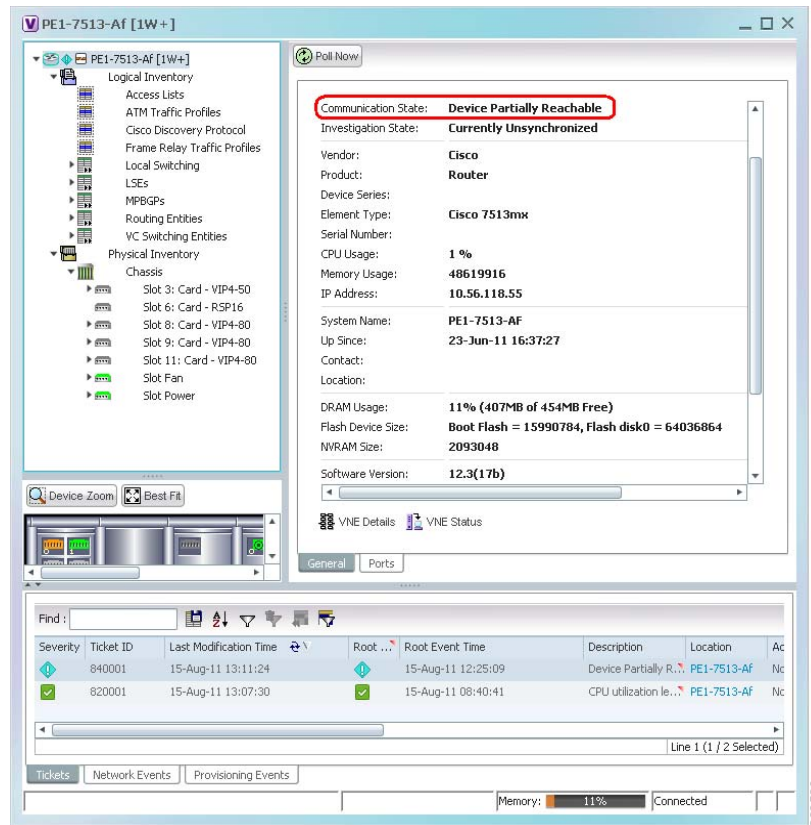 PE1-7513-Af [1W+]
PE1-7513-Af [1W+]
Logical Inventory
Access Lists
ATM Traffic Profiles
Cisco Discovery Protocol
Frame Relay Traffic Profiles
Local Switching
LSEs
MPBGPs
Routing Entities
VC Switching Entities
Physical Inventory
Chassis
Slot 3: Card - VIP4-50
Slot 6: Card - RSP16
Slot 8: Card - VIP4-80
Slot 9: Card - VIP4-80
Slot 11: Card - VIP4-80
Slot Fan
Slot Power
Device Zoom Best Fit
Poll Now
Communication State: Device Partially Reachable
Investigation State: Currently Unsynchronized
Vendor: Cisco
Product: Router
Device Series:
Element Type: Cisco 7513mx
Serial Number:
CPU Usage: 1 %
Memory Usage: 48619916
IP Address: 10.56.118.55
System Name: PE1-7513-AF
Up Since: 23-Jun-11 16:37:27
Contact:
Location:
DRAM Usage: 11% (407MB of 454MB Free)
Flash Device Size: Boot Flash = 15990784, Flash disk0 = 64036864
NVRAM Size: 2093048
Software Version: 12.3(17b)
VNE Details VNE Status
General Ports
Find :
Severity Ticket ID Last Modification Time Root ... Root Event Time Description Location Ac
840001 15-Aug-11 13:11:24 15-Aug-11 12:25:09 Device Partially R... PE1-7513-Af Nc
820001 15-Aug-11 13:07:30 15-Aug-11 08:40:41 CPU utilization le... PE1-7513-Af Nc
Line 1 (1 / 2 Selected)
Tickets Network Events Provisioning Events
Memory: 11% Connected